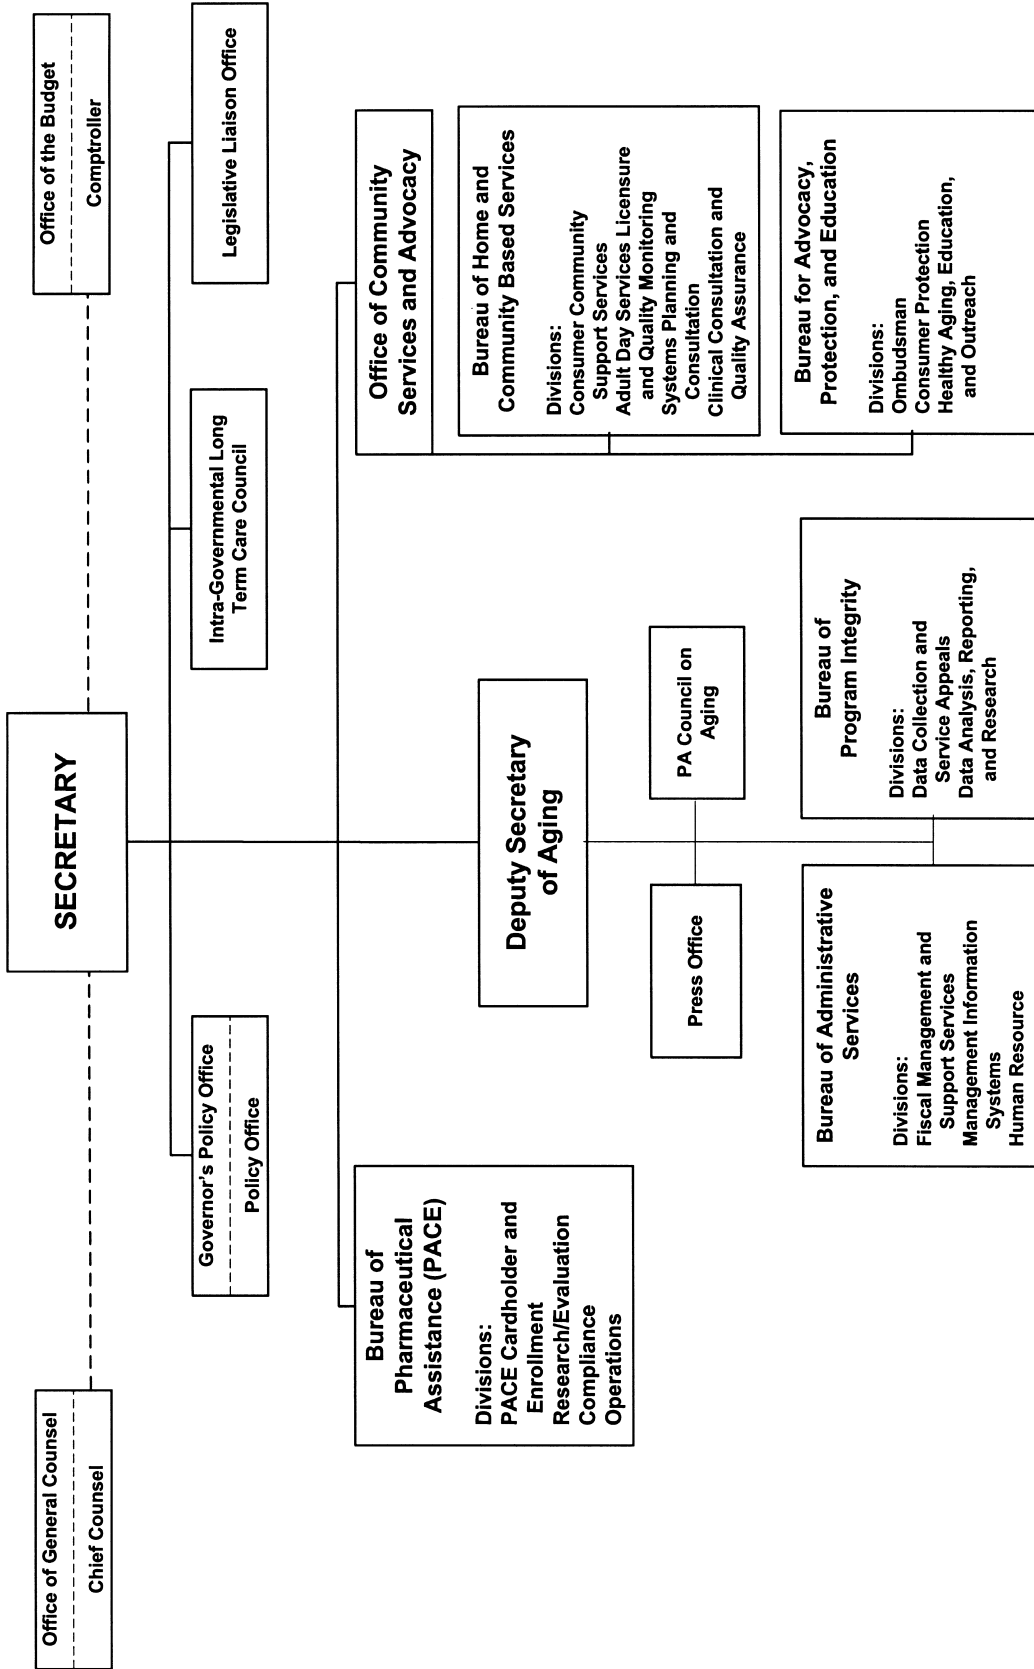 Office of General Counsel
Chief Counsel
SECRETARY
Office of the Budget
Comptroller
Governor's Policy Office
Policy Office
Intra-Governmental Long
Term Care Council
Legislative Liaison Office
Bureau of
Pharmaceutical
Assistance (PACE)
Divisions:
PACE Cardholder and
Enrollment
Research/Evaluation
Compliance
Operations
Deputy Secretary
of Aging
Office of Community
Services and Advocacy
Bureau of Home and
Community Based Services
Divisions:
Consumer Community
Support Services
Adult Day Services Licensure
and Quality Monitoring
Systems Planning and
Consultation
Clinical Consultation and
Quality Assurance
Press Office
PA Council on
Aging
Bureau of Administrative
Services
Divisions:
Fiscal Management and
Support Services
Management Information
Systems
Human Resource
Bureau of
Program Integrity
Divisions:
Data Collection and
Service Appeals
Data Analysis, Reporting,
and Research
Bureau for Advocacy,
Protection, and Education
Divisions:
Ombudsman
Consumer Protection
Healthy Aging, Education,
and Outreach